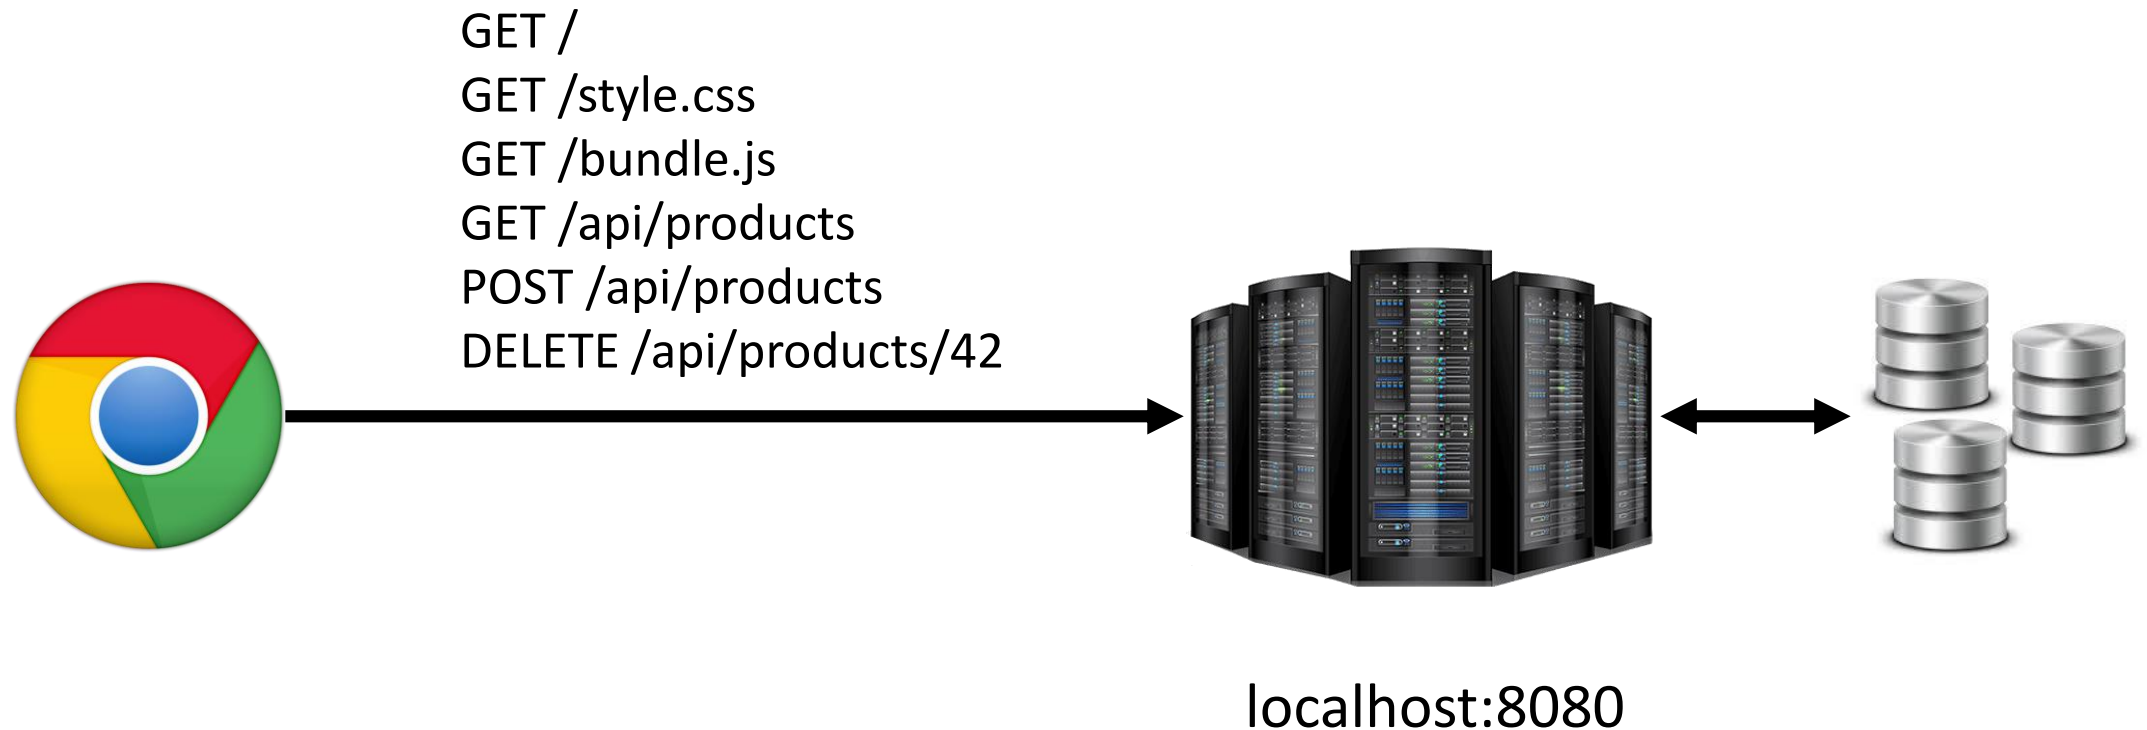 GET /
GET /style.css
GET /bundle.js
GET /api/products
POST /api/products
DELETE /api/products/42
localhost:8080